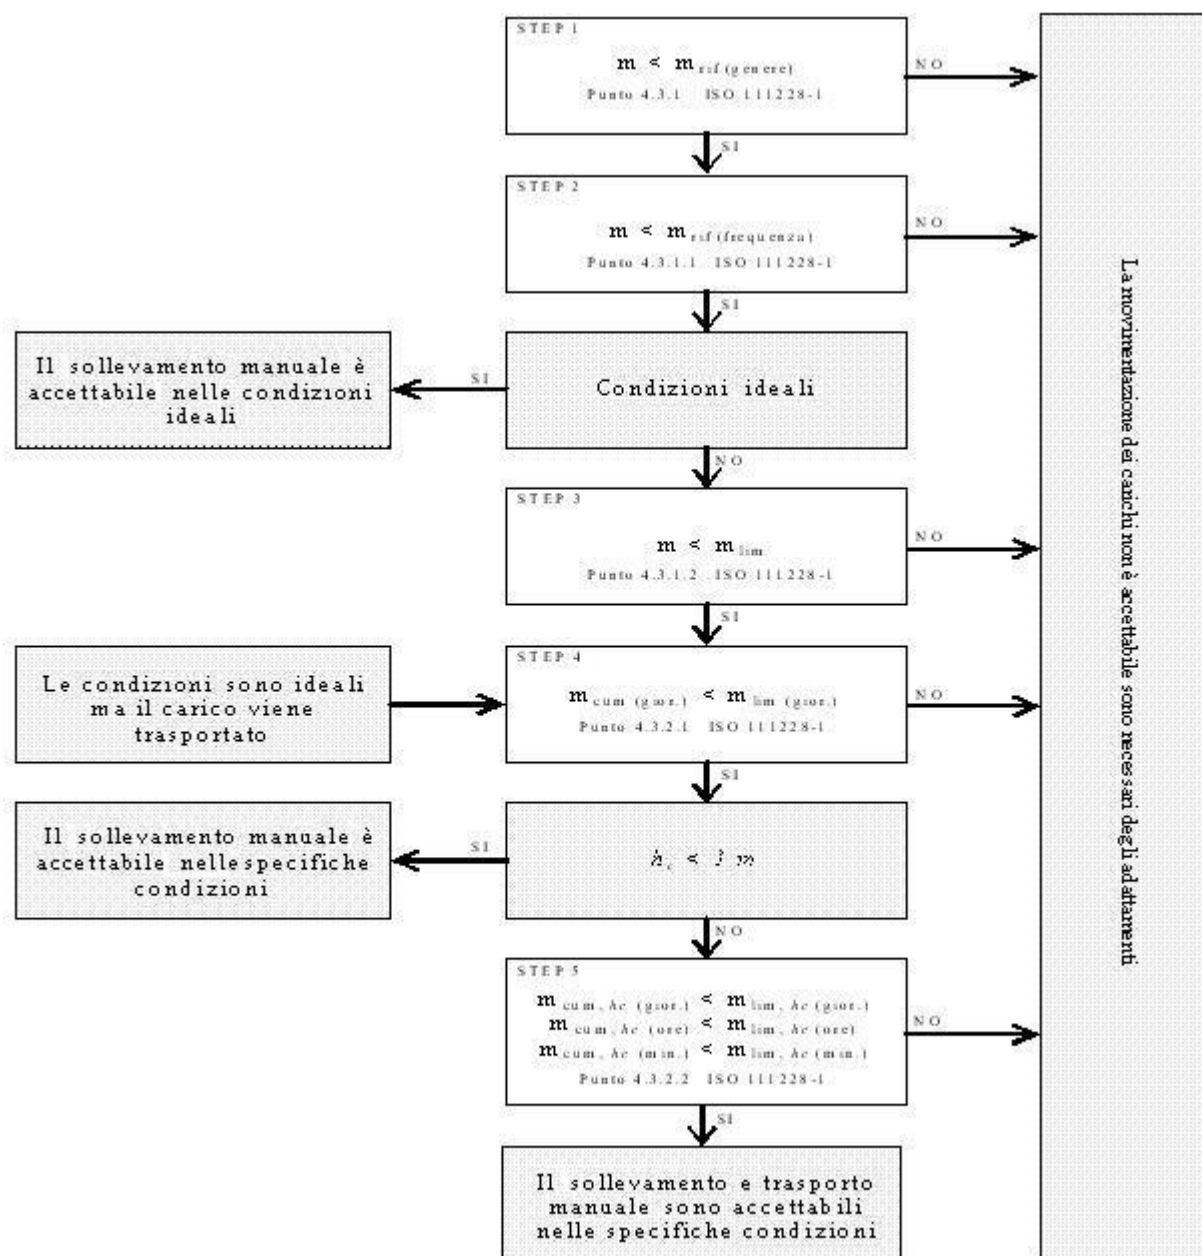 STEP 1
m < m rif (genere)
Punto 4.3.1 ISO 111228-1
NO
SI
STEP 2
m < m rif (frequenza)
Punto 4.3.1.1 ISO 111228-1
NO
SI
Il sollevamento manuale è
accettabile nelle condizioni
ideali
SI
Condizioni ideali
NO
STEP 3
m < m lim
Punto 4.3.1.2 ISO 111228-1
NO
SI
Le condizioni sono ideali
ma il carico viene
trasportato
STEP 4
m cum (gior.) < m lim (gior.)
Punto 4.3.2.1 ISO 111228-1
NO
SI
Il sollevamento manuale è
accettabile nelle specifiche
condizioni
SI
h c < 1 m
NO
STEP 5
m cum, hc (gior.) < m lim, hc (gior.)
m cum, hc (ore) < m lim, hc (ore)
m cum, hc (min.) < m lim, hc (min.)
Punto 4.3.2.2 ISO 111228-1
NO
SI
Il sollevamento e trasporto
manuale sono accettabili
nelle specifiche condizioni
La movimentazione dei carichi non è accettabile sono necessari degli adattamenti